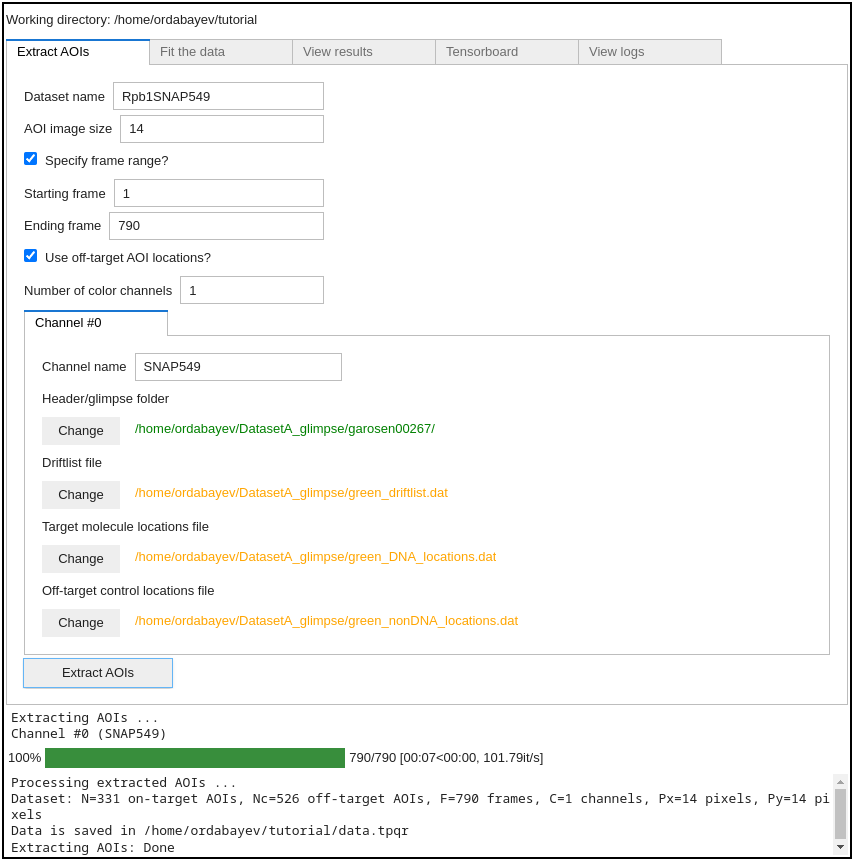 Working directory: /home/ordabayev/tutorial
Extract AOIs Fit the data View results Tensorboard View logs
Dataset name Rpb1SNAP549
AOI image size 14
Specify frame range?
Starting frame 1
Ending frame 790
Use off-target AOI locations?
Number of color channels 1
Channel #0
Channel name SNAP549
Header/glimpse folder
Change /home/ordabayev/DatasetA_glimpse/garosen00267/
Driftlist file
Change /home/ordabayev/DatasetA_glimpse/green_driftlist.dat
Target molecule locations file
Change /home/ordabayev/DatasetA_glimpse/green_DNA_locations.dat
Off-target control locations file
Change /home/ordabayev/DatasetA_glimpse/green_nonDNA_locations.dat
Extract AOIs
Extracting AOIs ...
Channel #0 (SNAP549)
100% 790/790 [00:07<00:00, 101.79it/s]
Processing extracted AOIs ...
Dataset: N=331 on-target AOIs, Nc=526 off-target AOIs, F=790 frames, C=1 channels, Px=14 pixels, Py=14 pi
xels
Data is saved in /home/ordabayev/tutorial/data.tpqr
Extracting AOIs: Done